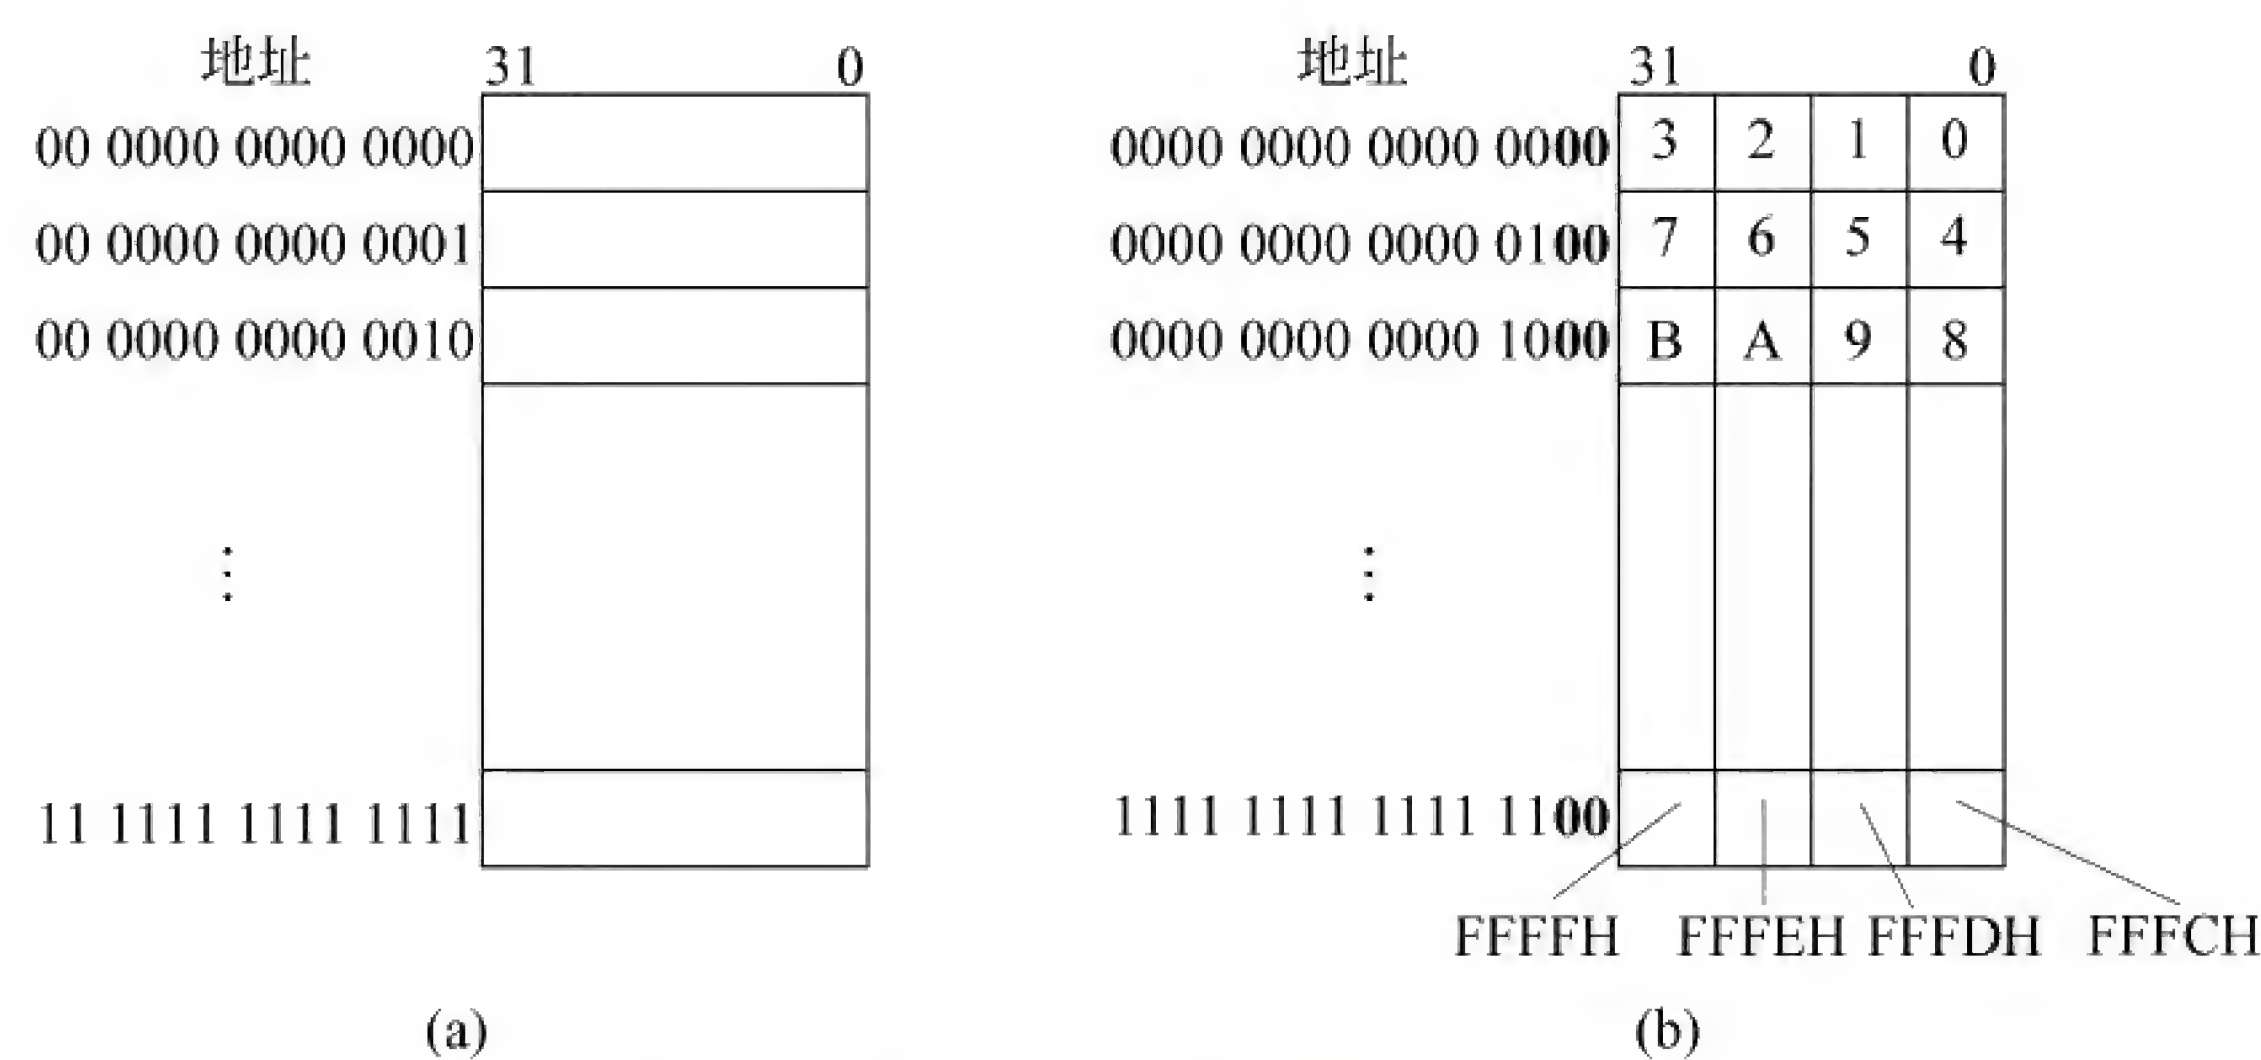 地址 31 0
00 0000 0000 0000
00 0000 0000 0001
00 0000 0000 0010
⋮
11 1111 1111 1111
(a)
地址 31 0
0000 0000 0000 0000 3 2 1 0
0000 0000 0000 0100 7 6 5 4
0000 0000 0000 1000 B A 9 8
⋮
1111 1111 1111 1100
FFFFH FFFEH FFFDH FFFCH
(b)